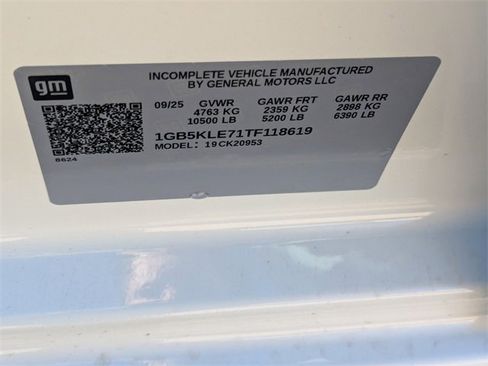 gm
INCOMPLETE VEHICLE MANUFACTURED
BY GENERAL MOTORS LLC
09/25 GVWR GAWR FRT GAWR RR
4763 KG 2359 KG 2898 KG
10500 LB 5200 LB 6390 LB
1GB5KLE71TF118619
MODEL: 19CK20953
8624